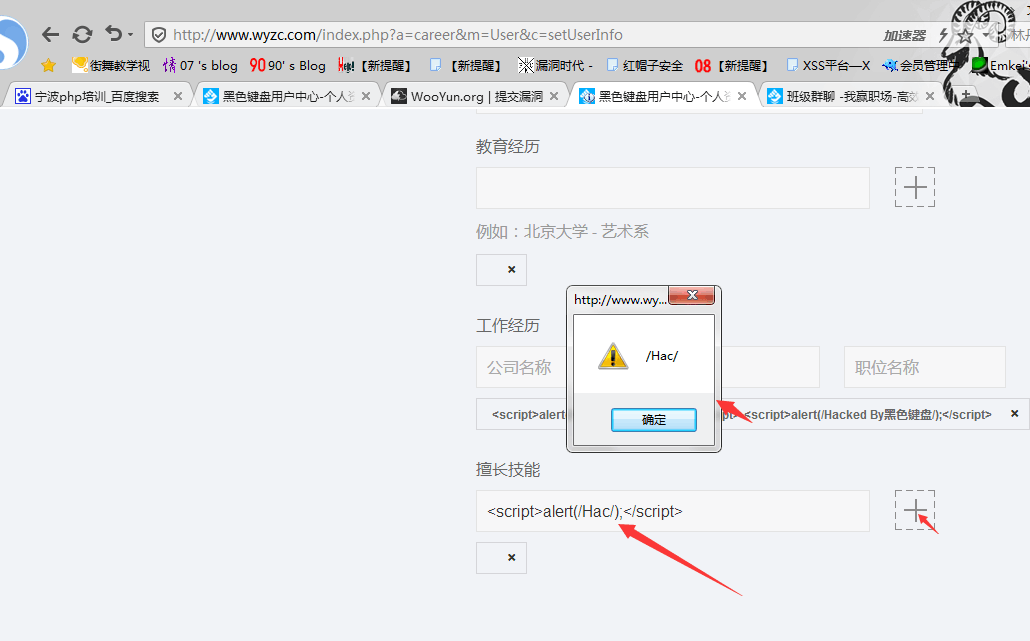 http://www.wyzc.com/index.php?a=career&m=User&c=setUserInfo
加速器
街舞教学视
07 's blog
90 90' s Blog
【新提醒】
【新提醒】
漏洞时代 -
红帽子安全
08 【新提醒】
XSS平台—X
会员管理中
Emkei's
宁波php培训_百度搜索
黑色键盘用户中心-个人
WooYun.org | 提交漏洞
黑色键盘用户中心-个人资
班级群聊 -我赢职场-高效
教育经历
例如：北京大学 - 艺术系
http://www.wy...
/Hac/
确定
工作经历
公司名称
职位名称
<script>alert
<script>alert(/Hacked By黑色键盘/);</script>
擅长技能
<script>alert(/Hac/);</script>